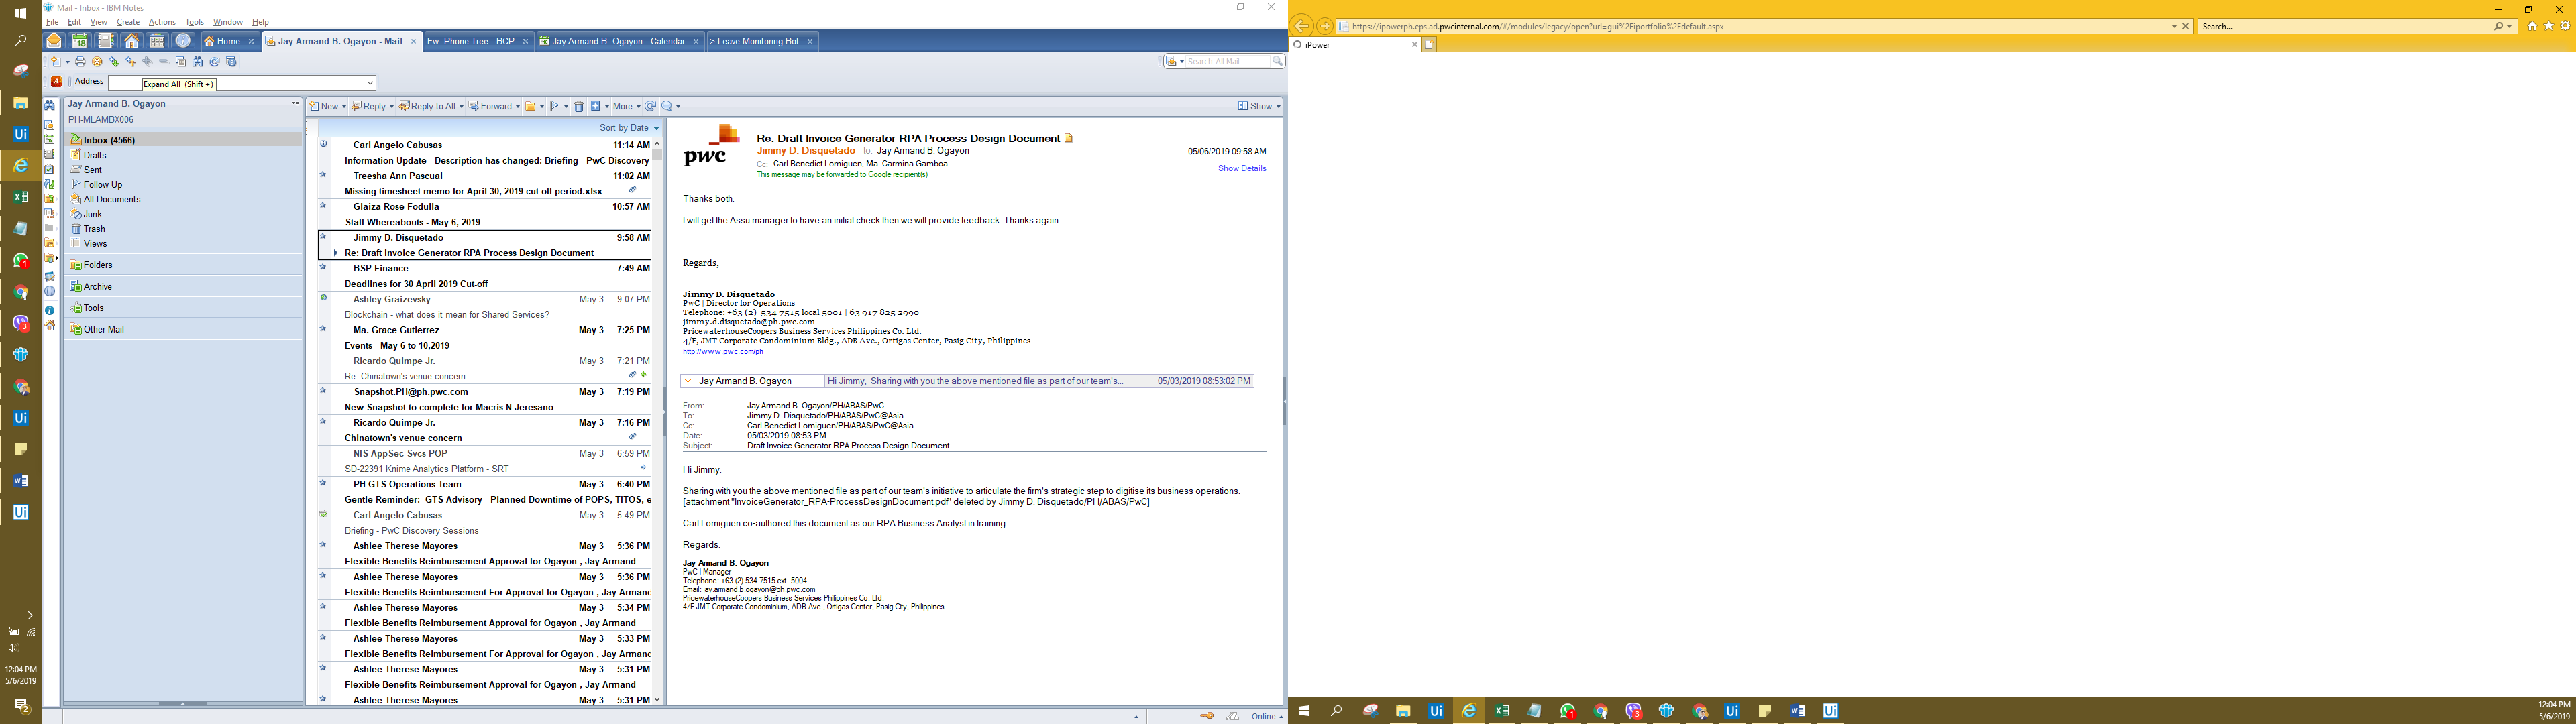 Mail - Inbox - IBM Notes
File Edit View Create Actions Tools Window Help
Home
Jay Armand B. Ogayon - Mail
Fw: Phone Tree - BCP
Jay Armand B. Ogayon - Calendar
> Leave Monitoring Bot
Search All Mail
Address
Expand All (Shift +)
Jay Armand B. Ogayon
PH-MLAMBX006
Inbox (4566)
Drafts
Sent
Follow Up
All Documents
Junk
Trash
Views
Folders
Archive
Tools
Other Mail
New Reply Reply to All Forward More Show
Sort by Date
Carl Angelo Cabusas 11:14 AM
Information Update - Description has changed: Briefing - PwC Discovery
Treesha Ann Pascual 11:02 AM
Missing timesheet memo for April 30, 2019 cut off period.xlsx
Glaiza Rose Fodulla 10:57 AM
Staff Whereabouts - May 6, 2019
Jimmy D. Disquetado 9:58 AM
Re: Draft Invoice Generator RPA Process Design Document
BSP Finance 7:49 AM
Deadlines for 30 April 2019 Cut-off
Ashley Graizevsky May 3 9:07 PM
Blockchain - what does it mean for Shared Services?
Ma. Grace Gutierrez May 3 7:25 PM
Events - May 6 to 10,2019
Ricardo Quimpe Jr. May 3 7:21 PM
Re: Chinatown's venue concern
Snapshot.PH@ph.pwc.com May 3 7:19 PM
New Snapshot to complete for Macris N Jeresano
Ricardo Quimpe Jr. May 3 7:16 PM
Chinatown's venue concern
NIS-AppSec Svcs-POP May 3 6:59 PM
SD-22391 Knime Analytics Platform - SRT
PH GTS Operations Team May 3 6:40 PM
Gentle Reminder: GTS Advisory - Planned Downtime of POPS, TITOS, e
Carl Angelo Cabusas May 3 5:49 PM
Briefing - PwC Discovery Sessions
Ashlee Therese Mayores May 3 5:36 PM
Flexible Benefits Reimbursement Approval for Ogayon , Jay Armand
Ashlee Therese Mayores May 3 5:36 PM
Flexible Benefits Reimbursement For Approval for Ogayon , Jay Armand
Ashlee Therese Mayores May 3 5:34 PM
Flexible Benefits Reimbursement Approval for Ogayon , Jay Armand
Ashlee Therese Mayores May 3 5:33 PM
Flexible Benefits Reimbursement For Approval for Ogayon , Jay Armand
Ashlee Therese Mayores May 3 5:31 PM
Flexible Benefits Reimbursement Approval for Ogayon , Jay Armand
Ashlee Therese Mayores May 3 5:31 PM
pwc
Re: Draft Invoice Generator RPA Process Design Document
Jimmy D. Disquetado to: Jay Armand B. Ogayon 05/06/2019 09:58 AM
Cc: Carl Benedict Lomiguen, Ma. Carmina Gamboa
Show Details
This message may be forwarded to Google recipient(s)
Thanks both.
I will get the Assu manager to have an initial check then we will provide feedback. Thanks again
Regards,
Jimmy D. Disquetado
PwC | Director for Operations
Telephone: +63 (2) 534 7515 local 5001 | 63 917 825 2990
jimmy.d.disquetado@ph.pwc.com
PricewaterhouseCoopers Business Services Philippines Co. Ltd.
4/F, JMT Corporate Condominium Bldg., ADB Ave., Ortigas Center, Pasig City, Philippines
http://www.pwc.com/ph
Jay Armand B. Ogayon Hi Jimmy, Sharing with you the above mentioned file as part of our team's... 05/03/2019 08:53:02 PM
From: Jay Armand B. Ogayon/PH/ABAS/PwC
To: Jimmy D. Disquetado/PH/ABAS/PwC@Asia
Cc: Carl Benedict Lomiguen/PH/ABAS/PwC@Asia
Date: 05/03/2019 08:53 PM
Subject: Draft Invoice Generator RPA Process Design Document
Hi Jimmy,
Sharing with you the above mentioned file as part of our team's initiative to articulate the firm's strategic step to digitise its business operations.
[attachment "InvoiceGenerator_RPA-ProcessDesignDocument.pdf" deleted by Jimmy D. Disquetado/PH/ABAS/PwC]
Carl Lomiguen co-authored this document as our RPA Business Analyst in training.
Regards.
Jay Armand B. Ogayon
PwC | Manager
Telephone: +63 (2) 534 7515 ext. 5004
Email: jay.armand.b.ogayon@ph.pwc.com
PricewaterhouseCoopers Business Services Philippines Co. Ltd.
4/F JMT Corporate Condominium, ADB Ave., Ortigas Center, Pasig City, Philippines
Online
12:04 PM
5/6/2019
https://ipowerph.eps.ad.pwcinternal.com/#/modules/legacy/open?url=gui%2Fiportfolio%2Fdefault.aspx
Search...
iPower
12:04 PM
5/6/2019